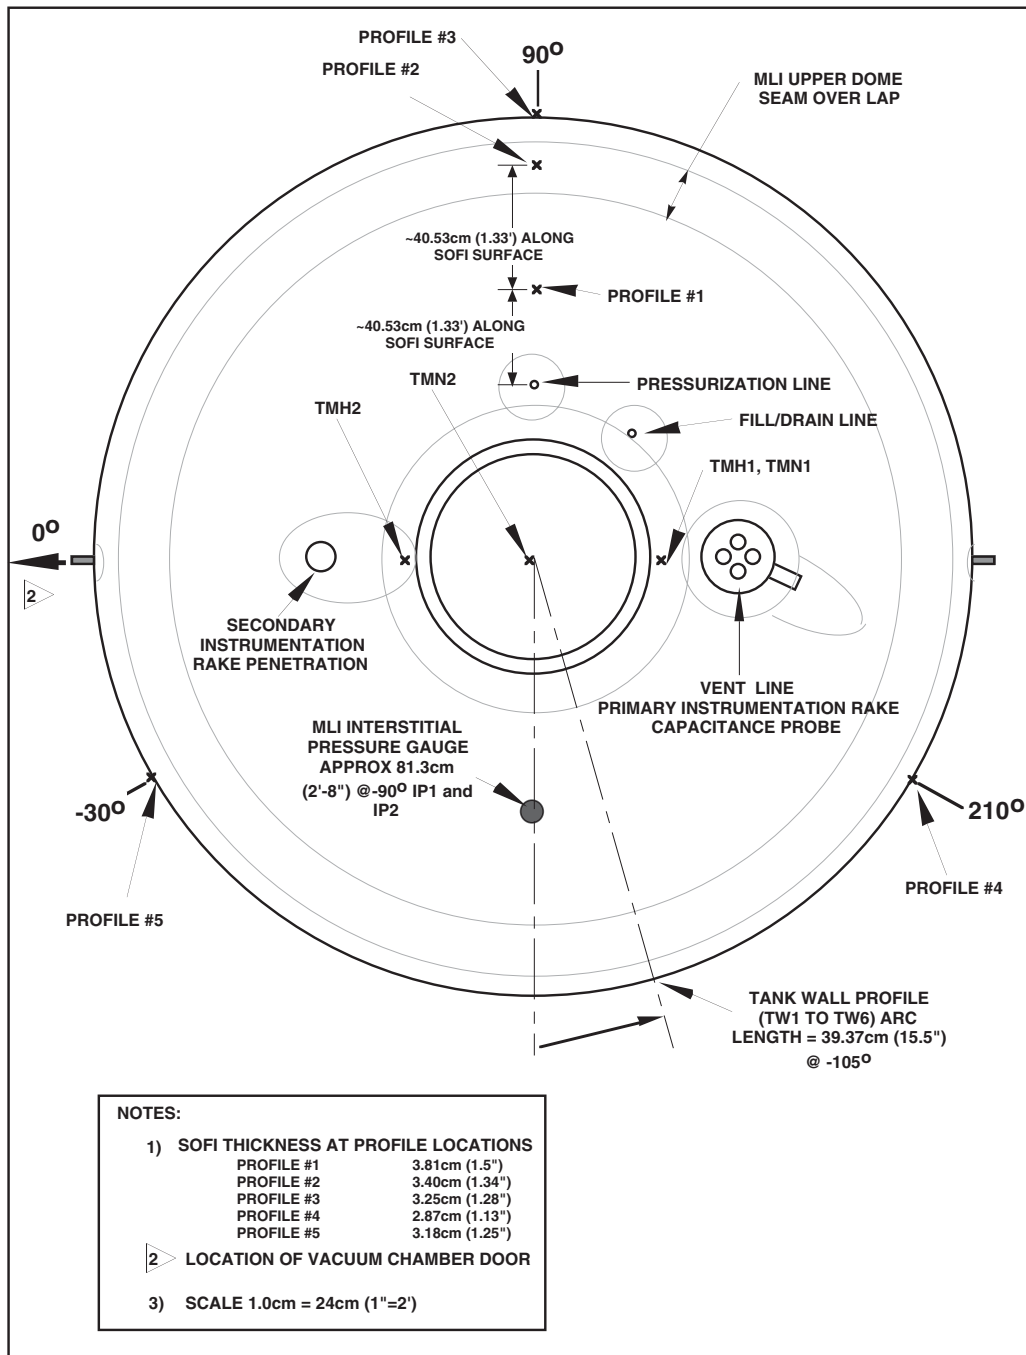 PROFILE #3
90O
PROFILE #2
MLI UPPER DOME
SEAM OVER LAP
~40.53cm (1.33') ALONG
SOFI SURFACE
PROFILE #1
~40.53cm (1.33') ALONG
SOFI SURFACE
TMN2
PRESSURIZATION LINE
TMH2
FILL/DRAIN LINE
TMH1, TMN1
0O
2
SECONDARY
INSTRUMENTATION
RAKE PENETRATION
VENT LINE
PRIMARY INSTRUMENTATION RAKE
CAPACITANCE PROBE
MLI INTERSTITIAL
PRESSURE GAUGE
APPROX 81.3cm
(2'-8") @-90O IP1 and
IP2
-30O
210O
PROFILE #5
PROFILE #4
TANK WALL PROFILE
(TW1 TO TW6) ARC
LENGTH = 39.37cm (15.5")
@ -105O
NOTES:
1) SOFI THICKNESS AT PROFILE LOCATIONS
PROFILE #1 3.81cm (1.5")
PROFILE #2 3.40cm (1.34")
PROFILE #3 3.25cm (1.28")
PROFILE #4 2.87cm (1.13")
PROFILE #5 3.18cm (1.25")
2 LOCATION OF VACUUM CHAMBER DOOR
3) SCALE 1.0cm = 24cm (1"=2')